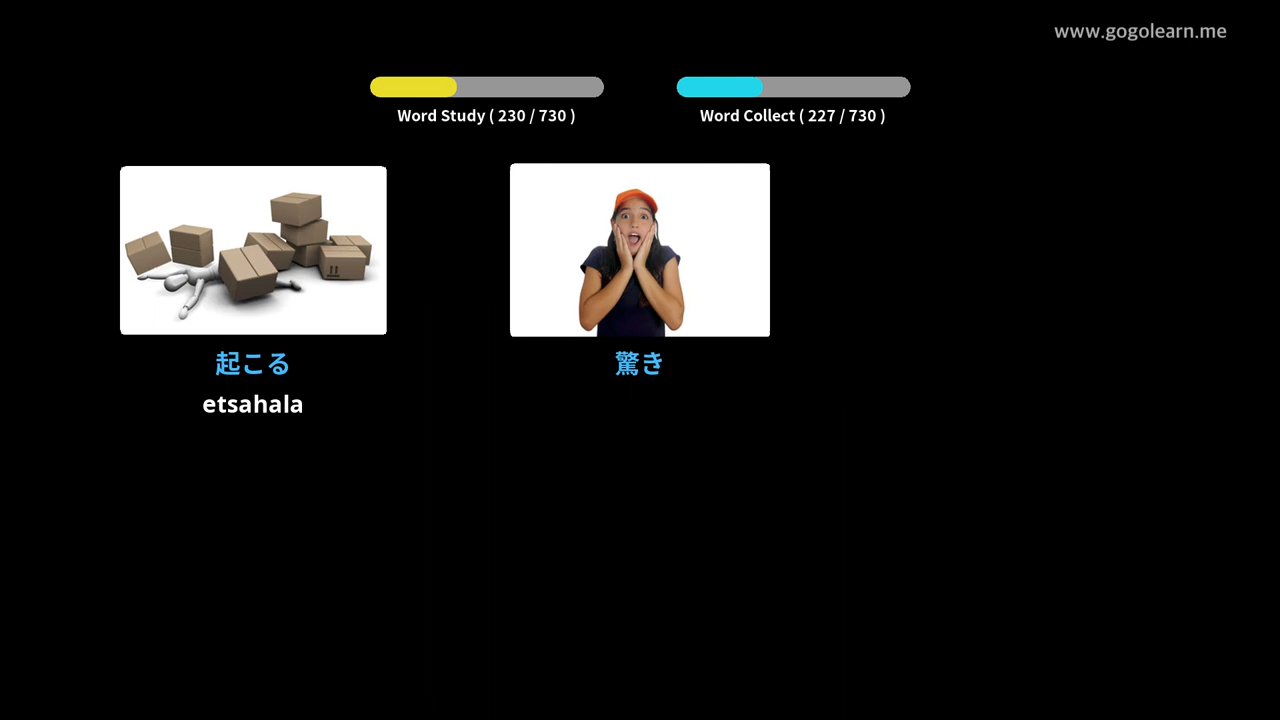 www.gogolearn.me
Word Study ( 230 / 730 )
Word Collect ( 227 / 730 )
起こる
驚き
etsahala